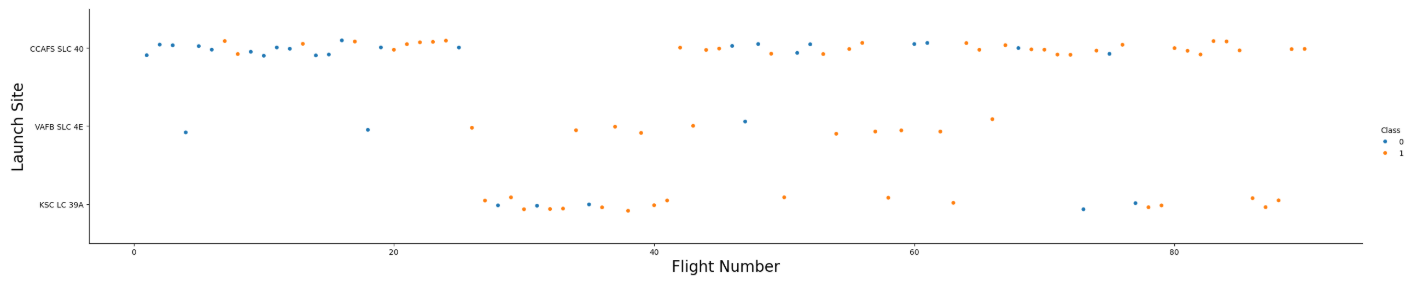 Launch Site
CCAFS SLC 40
VAFB SLC 4E
KSC LC 39A
0 20 40 60 80
Flight Number
Class
0
1